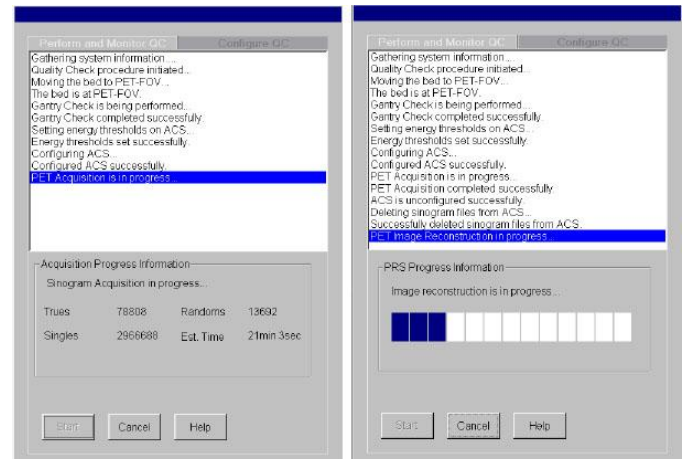 Perform and Monitor QC
Configure QC
Gathering system information...
Quality Check procedure initiated.
Moving the bed to PET-FOV...
The bed is at PET-FOV.
Gantry Check is being performed..
Gantry Check completed successfully.
Setting energy thresholds on ACS...
Energy thresholds set successfully.
Configuring ACS...
Configured ACS successfully.
PET Acquisition is in progress...
Acquisition Progress Information
Sinogram Acquisition in progress...
Trues 78808 Randoms 13692
Singles 2966688 Est. Time 21min 3sec
Start Cancel Help
Perform and Monitor QC
Configure QC
Gathering system information...
Quality Check procedure initiated.
Moving the bed to PET-FOV...
The bed is at PET-FOV.
Gantry Check is being performed..
Gantry Check completed successfully.
Setting energy thresholds on ACS...
Energy thresholds set successfully.
Configuring ACS...
Configured ACS successfully.
PET Acquisition is in progress...
PET Acquisition completed successfully.
ACS is unconfigured successfully.
Deleting sinogram files from ACS...
Successfully deleted sinogram files from ACS.
PET Image Reconstruction in progress...
PRS Progress Information
Image reconstruction is in progress...
Start Cancel Help